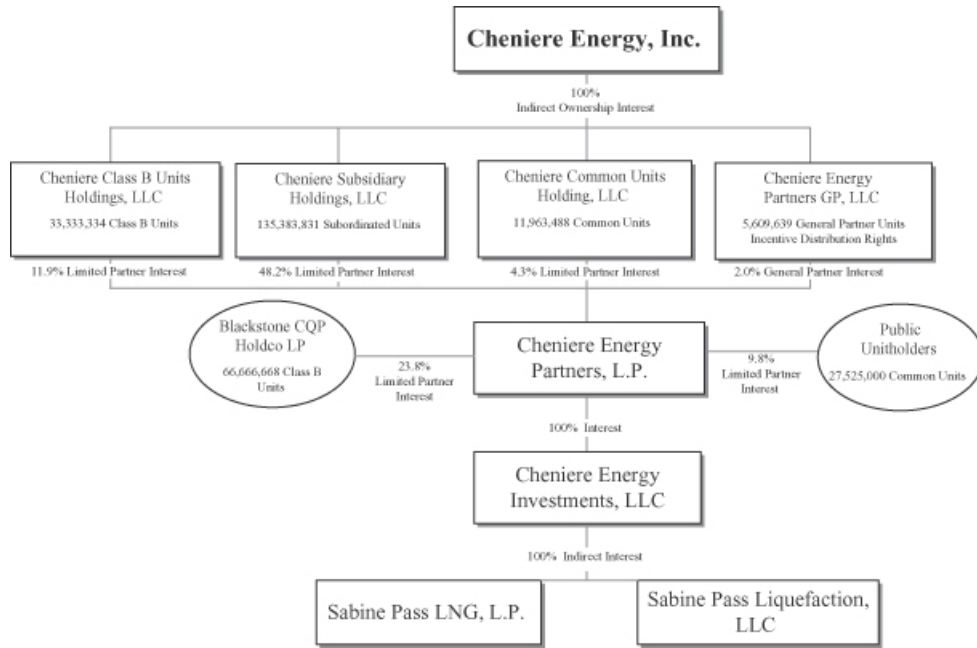 Cheniere Energy, Inc.
100%
Indirect Ownership Interest
Cheniere Class B Units
Holdings, LLC
33,333,334 Class B Units
Cheniere Subsidiary
Holdings, LLC
135,383,831 Subordinated Units
Cheniere Common Units
Holding, LLC
11,963,488 Common Units
Cheniere Energy
Partners GP, LLC
5,609,639 General Partner Units
Incentive Distribution Rights
11.9% Limited Partner Interest
48.2% Limited Partner Interest
4.3% Limited Partner Interest
2.0% General Partner Interest
Blackstone CQP
Holdco LP
66,666,668 Class B
Units
23.8%
Limited Partner
Interest
Cheniere Energy
Partners, L.P.
9.8%
Limited Partner
Interest
Public
Unitholders
27,525,000 Common Units
100% Interest
Cheniere Energy
Investments, LLC
100% Indirect Interest
Sabine Pass LNG, L.P.
Sabine Pass Liquefaction,
LLC